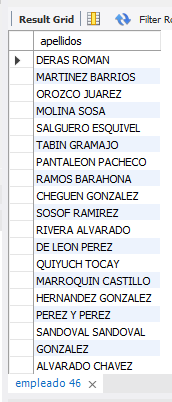 Result Grid
Filter Ro
apellidos
DERAS ROMAN
MARTINEZ BARRIOS
OROZCO JUAREZ
MOLINA SOSA
SALGUERO ESQUIVEL
TABIN GRAMAJO
PANTALEON PACHECO
RAMOS BARAHONA
CHEGUEN GONZALEZ
SOSOF RAMIREZ
RIVERA ALVARADO
DE LEON PEREZ
QUIYUCH TOCAY
MARROQUIN CASTILLO
HERNANDEZ GONZALEZ
PEREZ Y PEREZ
SANDOVAL SANDOVAL
GONZALEZ
ALVARADO CHAVEZ
empleado 46